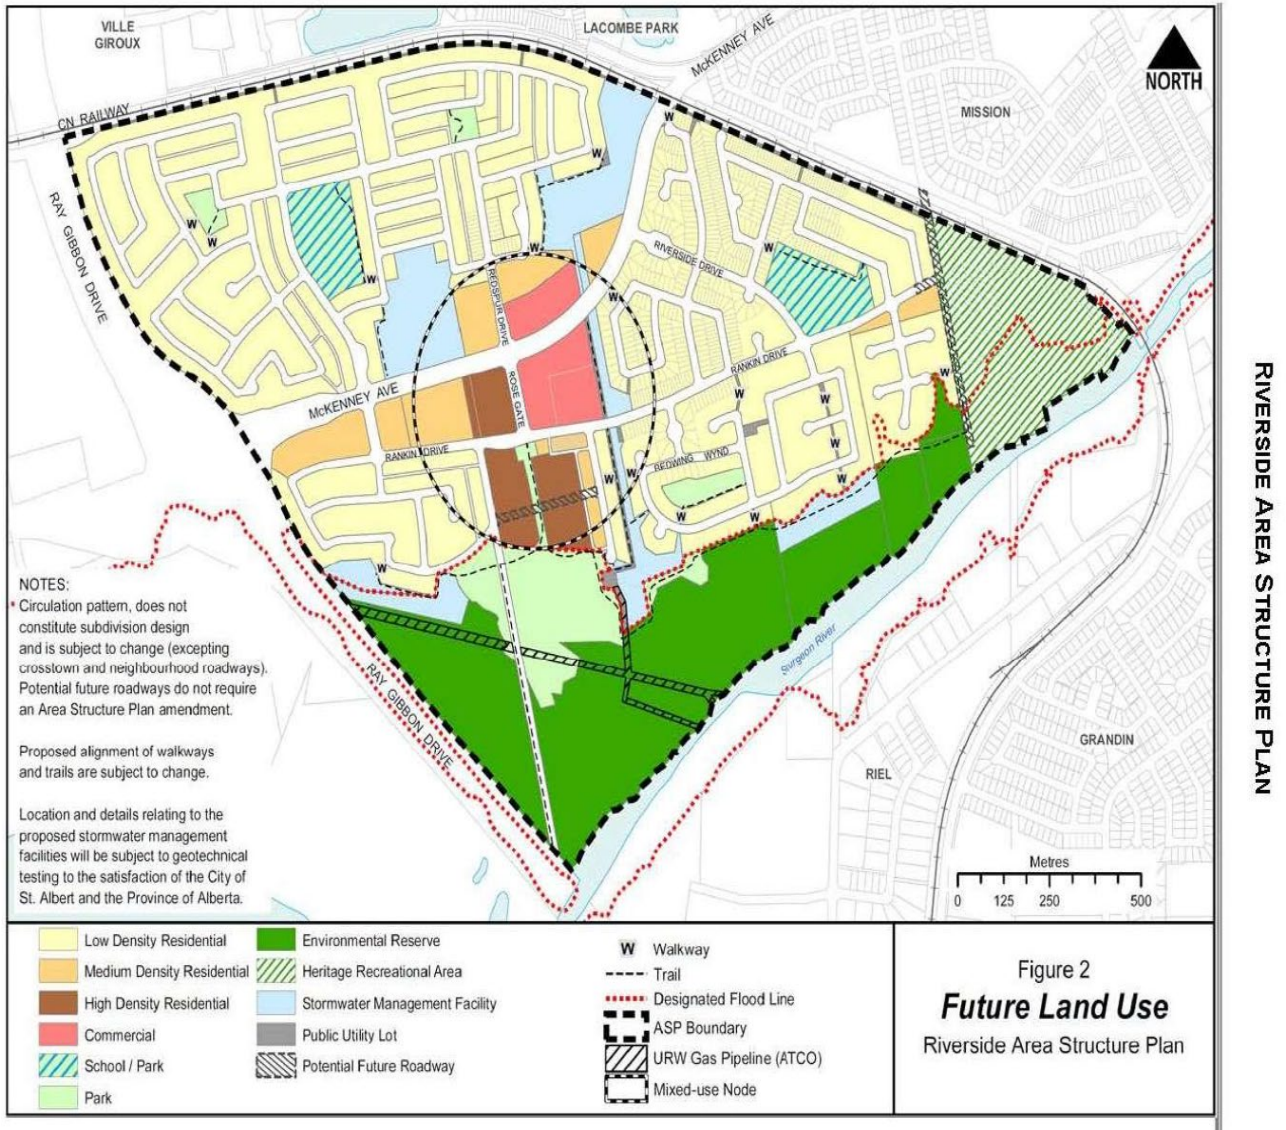 VILLE
GIROUX
LACOMBE PARK
McKENNEY AVE
NORTH
MISSION
CN RAILWAY
RAY GIBBON DRIVE
W
W
W
W
W
W
W
W
RIVERSIDE DRIVE
REDSPUR DRIVE
McKENNEY AVE
ROSE GATE
RANKIN DRIVE
W
W
W
RANKIN DRIVE
W
REDWING WYND
W
W
W
W
W
W
NOTES:
Circulation pattern, does not
constitute subdivision design
and is subject to change (excepting
crosstown and neighbourhood roadways).
Potential future roadways do not require
an Area Structure Plan amendment.
Proposed alignment of walkways
and trails are subject to change.
Location and details relating to the
proposed stormwater management
facilities will be subject to geotechnical
testing to the satisfaction of the City of
St. Albert and the Province of Alberta.
RAY GIBBON DRIVE
Sturgeon River
GRANDIN
RIEL
Metres
0 125 250 500
RIVERSIDE AREA STRUCTURE PLAN
Low Density Residential
Medium Density Residential
High Density Residential
Commercial
School / Park
Park
Environmental Reserve
Heritage Recreational Area
Stormwater Management Facility
Public Utility Lot
Potential Future Roadway
W Walkway
Trail
Designated Flood Line
ASP Boundary
URW Gas Pipeline (ATCO)
Mixed-use Node
Figure 2
Future Land Use
Riverside Area Structure Plan